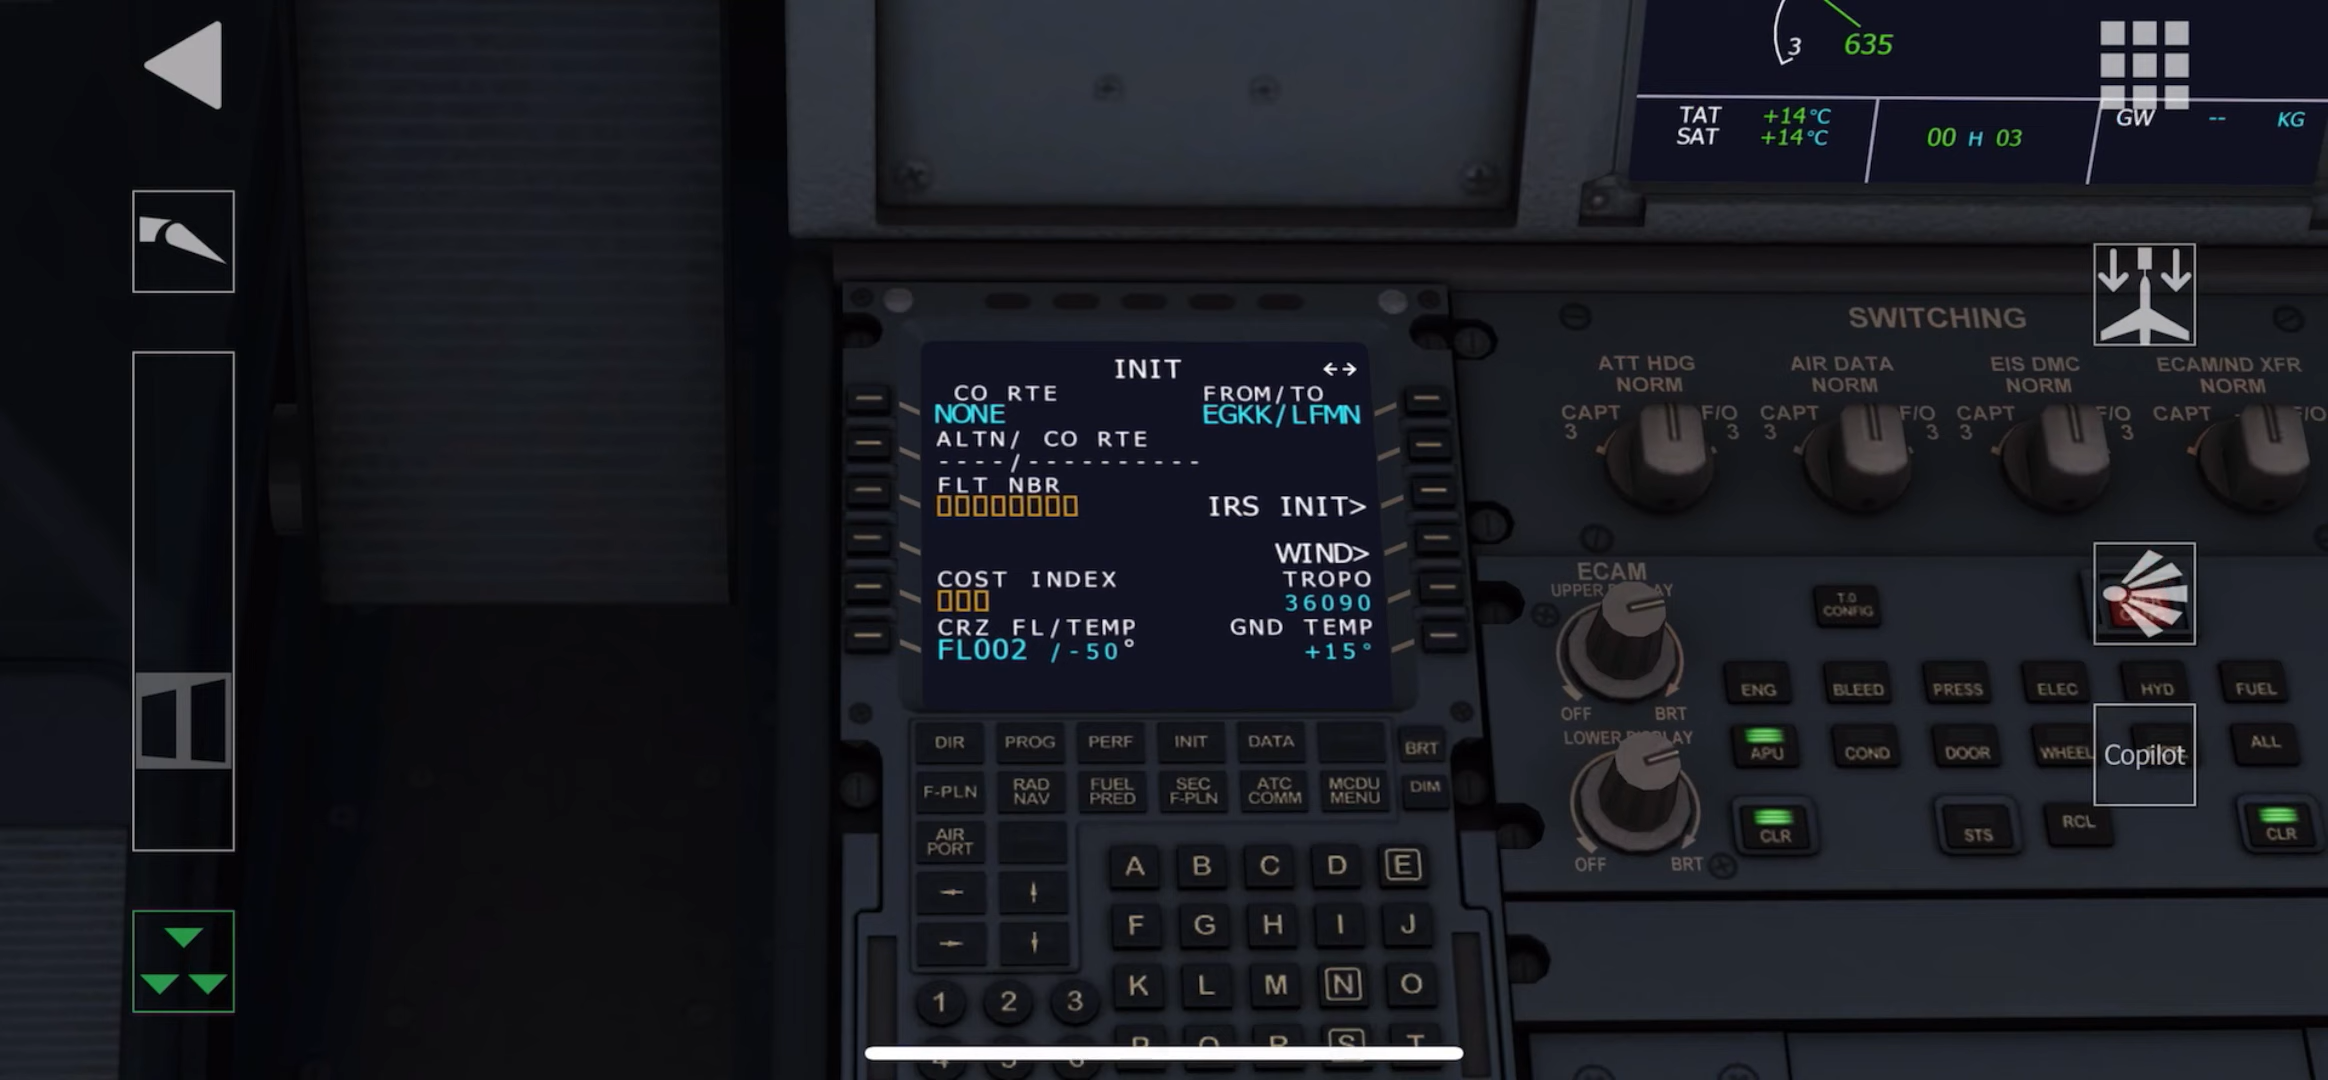 3 635
TAT +14°C
SAT +14°C
00 H 03
GW -- KG
INIT ←→
CO RTE FROM/TO
NONE EGKK/LFMN
ALTN/ CO RTE
----/----------
FLT NBR
IRS INIT>
WIND>
COST INDEX TROPO
36090
CRZ FL/TEMP GND TEMP
FL002 /-50° +15°
DIR PROG PERF INIT DATA BRT
F-PLN RAD NAV FUEL PRED SEC F-PLN ATC COMM MCDU MENU DIM
AIR PORT
← ↑
→ ↓
A B C D E
F G H I J
K L M N O
1 2 3
S T
SWITCHING
ATT HDG AIR DATA EIS DMC ECAM/ND XFR
NORM NORM NORM NORM
CAPT F/O CAPT F/O CAPT F/O CAPT
3 3 3 3 3 3
ECAM
UPPER DISPLAY
OFF BRT
LOWER DISPLAY
OFF BRT
T.O CONFIG
ENG BLEED PRESS ELEC HYD FUEL
APU COND DOOR WHEEL ALL
Copilot
CLR STS RCL CLR